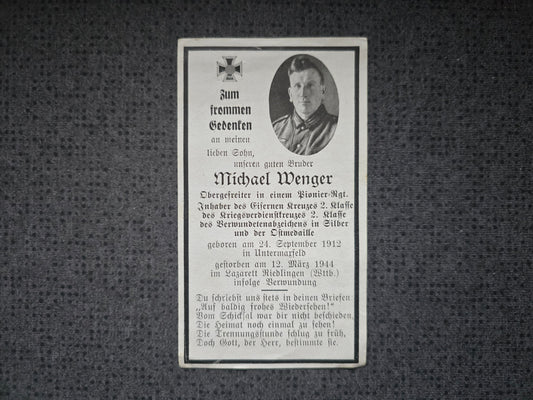 Zum
frommen
Gedenken
an meinen
lieben Sohn,
unseren guten Bruder
Michael Wenger
Obergefreiter in einem Pionier-Rgt.
Inhaber des Eisernen Kreuzes 2. Klasse
des Kriegsverdienstkreuzes 2. Klasse
des Verwundetenabzeichens in Silber
und der Ostmedaille
geboren am 24. September 1912
in Untermaxfeld
gestorben am 12. März 1944
im Lazarett Riedlingen (Wttb.)
infolge Verwundung
Du schriebst uns stets in deinen Briefen
„Auf baldig frohes Wiedersehen!"
Vom Schicksal war dir nicht beschieden,
Die Heimat noch einmal zu sehen!
Die Trennungsstunde schlug zu früh,
Doch Gott, der Herr, bestimmte sie.